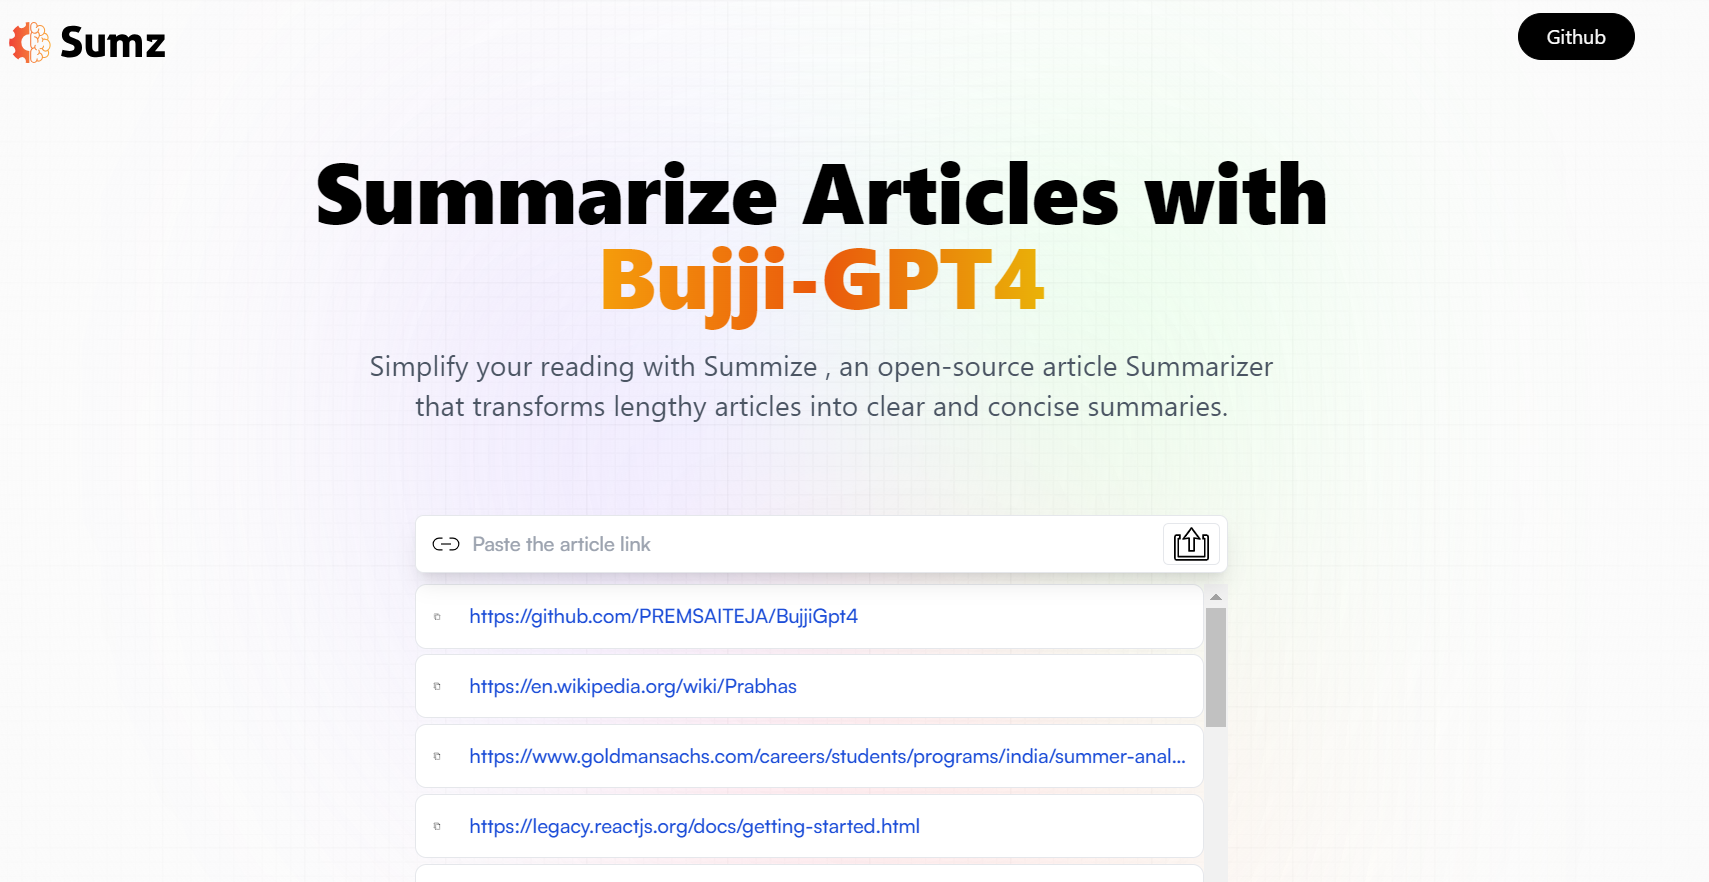 Sumz
Github
Summarize Articles with
Bujji-GPT4
Simplify your reading with Summize , an open-source article Summarizer
that transforms lengthy articles into clear and concise summaries.
Paste the article link
https://github.com/PREMSAITEJA/BujjiGpt4
https://en.wikipedia.org/wiki/Prabhas
https://www.goldmansachs.com/careers/students/programs/india/summer-anal...
https://legacy.reactjs.org/docs/getting-started.html